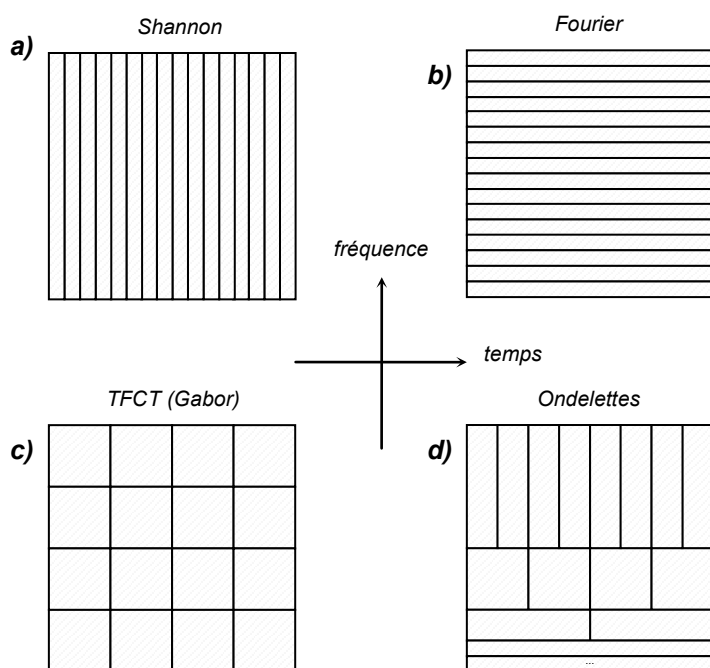 Shannon
a)
Fourier
b)
fréquence
temps
TFCT (Gabor)
c)
Ondelettes
d)
...